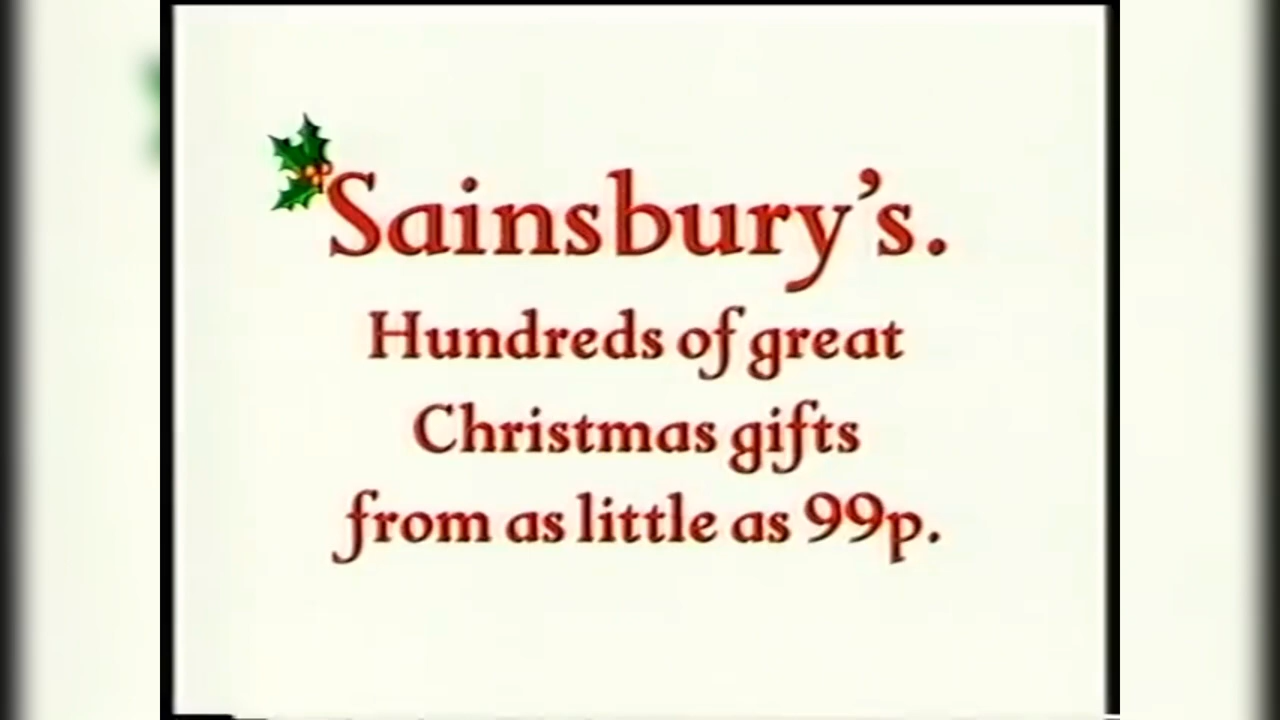 Sainsbury's.
Hundreds of great
Christmas gifts
from as little as 99p.